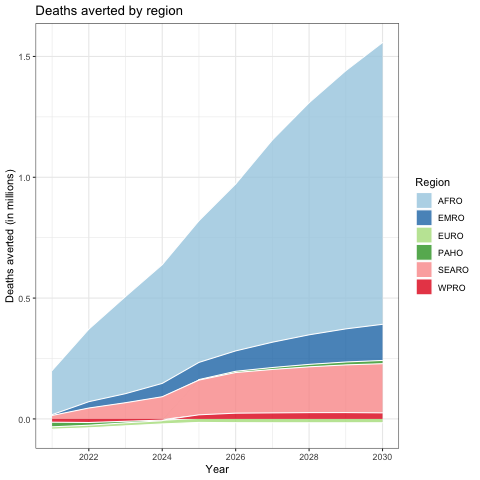 Deaths averted by region
Deaths averted (in millions)
1.5
1.0
0.5
0.0
2022
2024
2026
2028
2030
Year
Region
AFRO
EMRO
EURO
PAHO
SEARO
WPRO